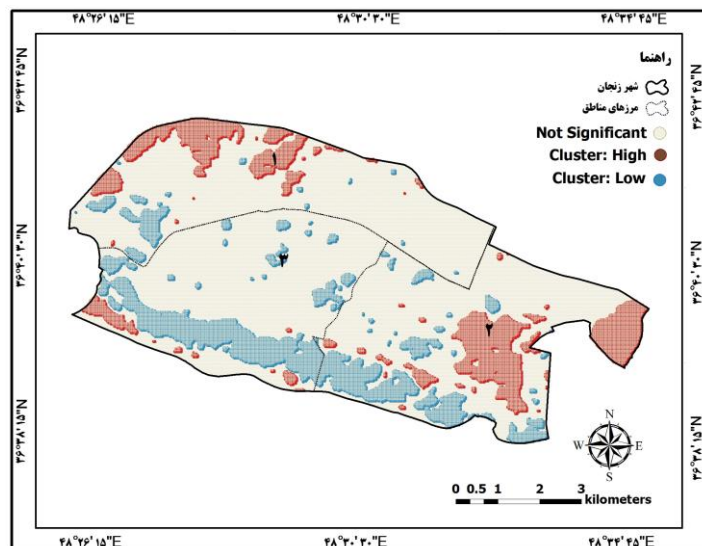 ۴۸°۲۶'۱۵"E ۴۸°۳۰'۳۰"E ۴۸°۳۴'۴۵"E
۳۶°۴۲'۴۵"N ۳۶°۴۲'۴۵"N
راهنما
شهر زنجان
مرزهای مناطق
Not Significant
Cluster: High
Cluster: Low
۱
۳۶°۴۰'۳۰"N ۳۶°۴۰'۳۰"N
۳
۲
۳۶°۳۸'۱۵"N ۳۶°۳۸'۱۵"N
N
W E
S
0 0.5 1 2 3
kilometers
۴۸°۲۶'۱۵"E ۴۸°۳۰'۳۰"E ۴۸°۳۴'۴۵"E